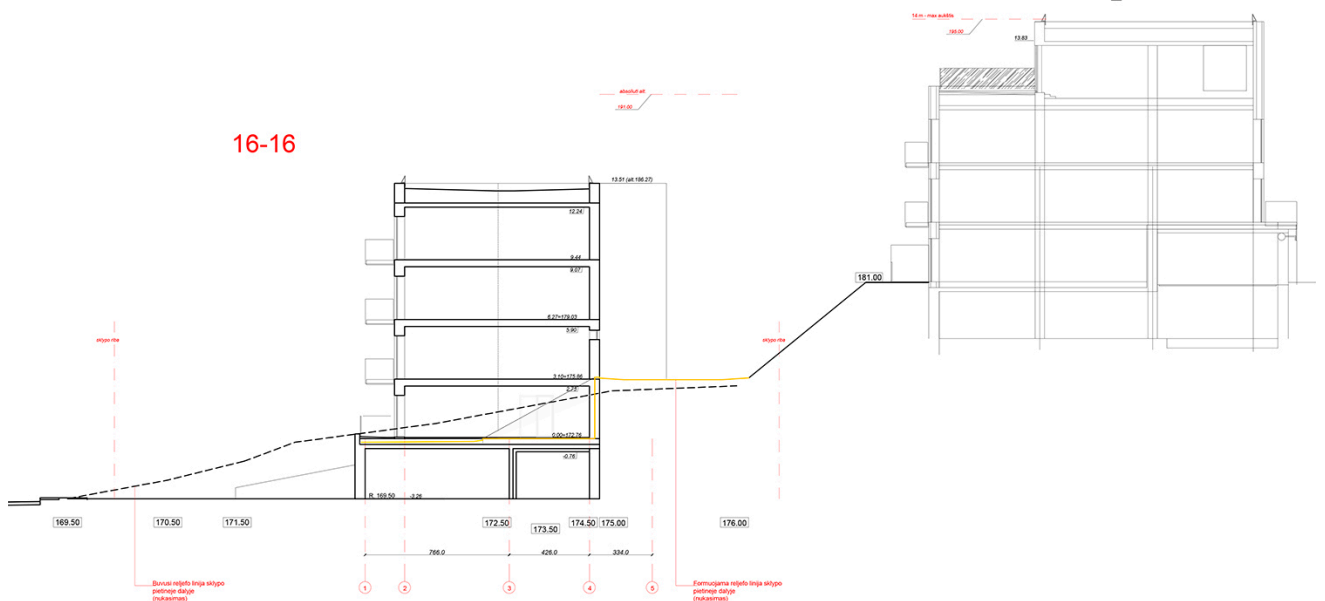 14 m - max aukštis
195.00
13.83
absoliuti alt.
191.00
16-16
13.51 (alt.186.27)
12.24
9.44
9.07
181.00
6.27=179.03
5.90
sklypo riba
sklypo riba
3.10=175.86
2.73
0.00=172.76
-0.76
R. 169.50
-3.26
169.50
170.50
171.50
172.50
173.50
174.50
175.00
176.00
766.0
426.0
334.0
Buvusi reljefo linija sklypo
pietinėje dalyje
(nukasimas)
1
2
3
4
5
Formuojama reljefo linija sklypo
pietinėje dalyje
(nukasimas)